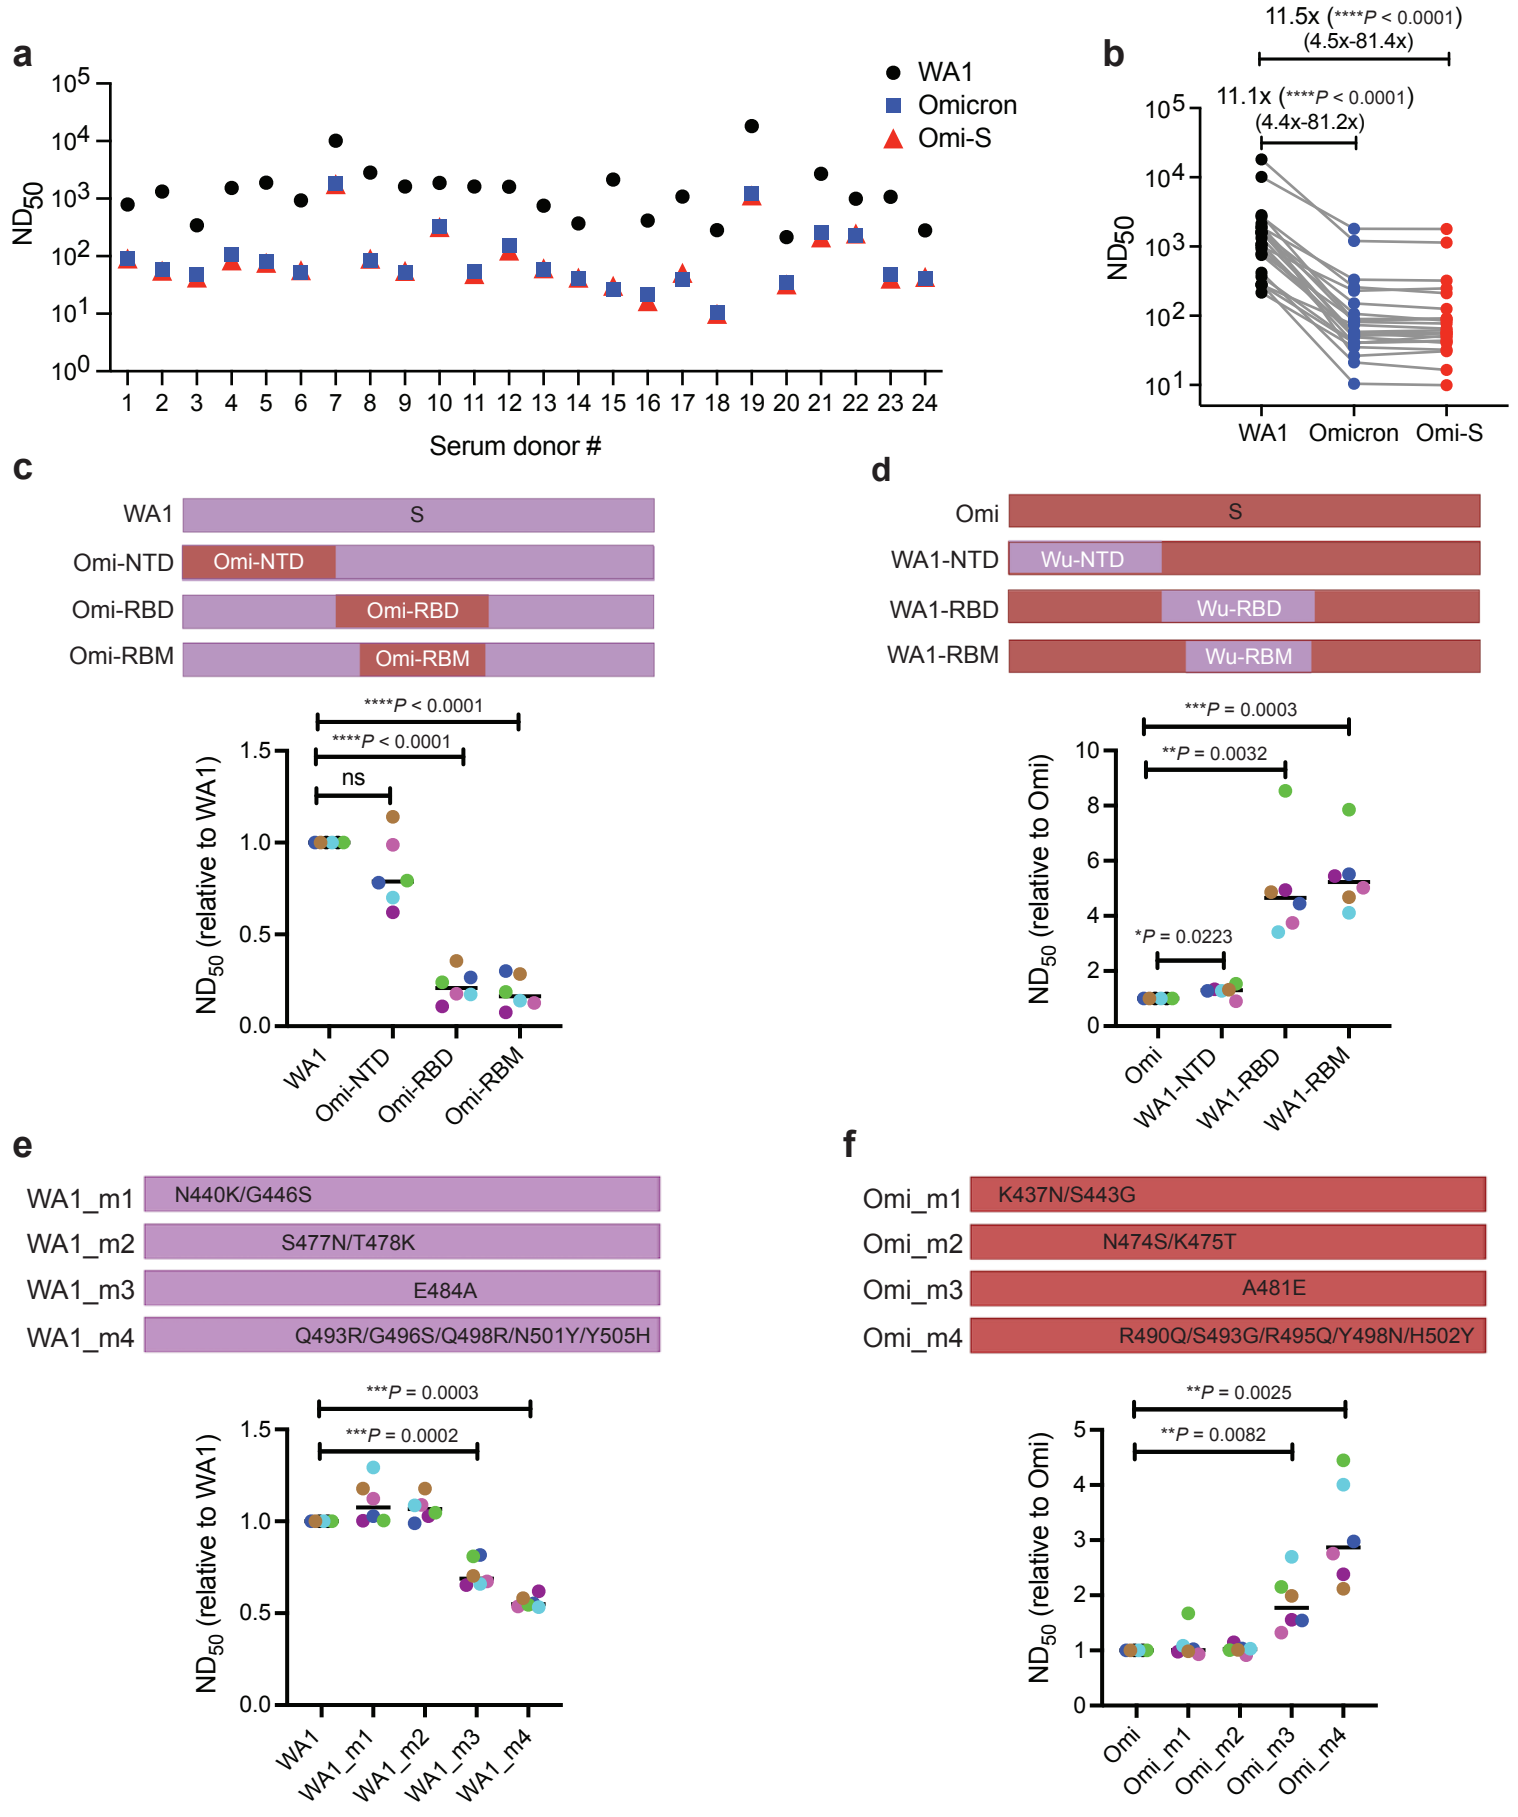 a
10^5
10^4
10^3
10^2
10^1
10^0
ND50
WA1
Omicron
Omi-S
1 2 3 4 5 6 7 8 9 10 11 12 13 14 15 16 17 18 19 20 21 22 23 24
Serum donor #
b
11.5x (****P < 0.0001)
(4.5x-81.4x)
11.1x (****P < 0.0001)
(4.4x-81.2x)
10^5
10^4
10^3
10^2
10^1
ND50
WA1 Omicron Omi-S
c
WA1 S
Omi-NTD Omi-NTD
Omi-RBD Omi-RBD
Omi-RBM Omi-RBM
****P < 0.0001
****P < 0.0001
ns
1.5
1.0
0.5
0.0
ND50 (relative to WA1)
WA1 Omi-NTD Omi-RBD Omi-RBM
d
Omi S
WA1-NTD Wu-NTD
WA1-RBD Wu-RBD
WA1-RBM Wu-RBM
***P = 0.0003
**P = 0.0032
*P = 0.0223
10
8
6
4
2
0
ND50 (relative to Omi)
Omi WA1-NTD WA1-RBD WA1-RBM
e
WA1_m1 N440K/G446S
WA1_m2 S477N/T478K
WA1_m3 E484A
WA1_m4 Q493R/G496S/Q498R/N501Y/Y505H
***P = 0.0003
***P = 0.0002
1.5
1.0
0.5
0.0
ND50 (relative to WA1)
WA1 WA1_m1 WA1_m2 WA1_m3 WA1_m4
f
Omi_m1 K437N/S443G
Omi_m2 N474S/K475T
Omi_m3 A481E
Omi_m4 R490Q/S493G/R495Q/Y498N/H502Y
**P = 0.0025
**P = 0.0082
5
4
3
2
1
0
ND50 (relative to Omi)
Omi Omi_m1 Omi_m2 Omi_m3 Omi_m4